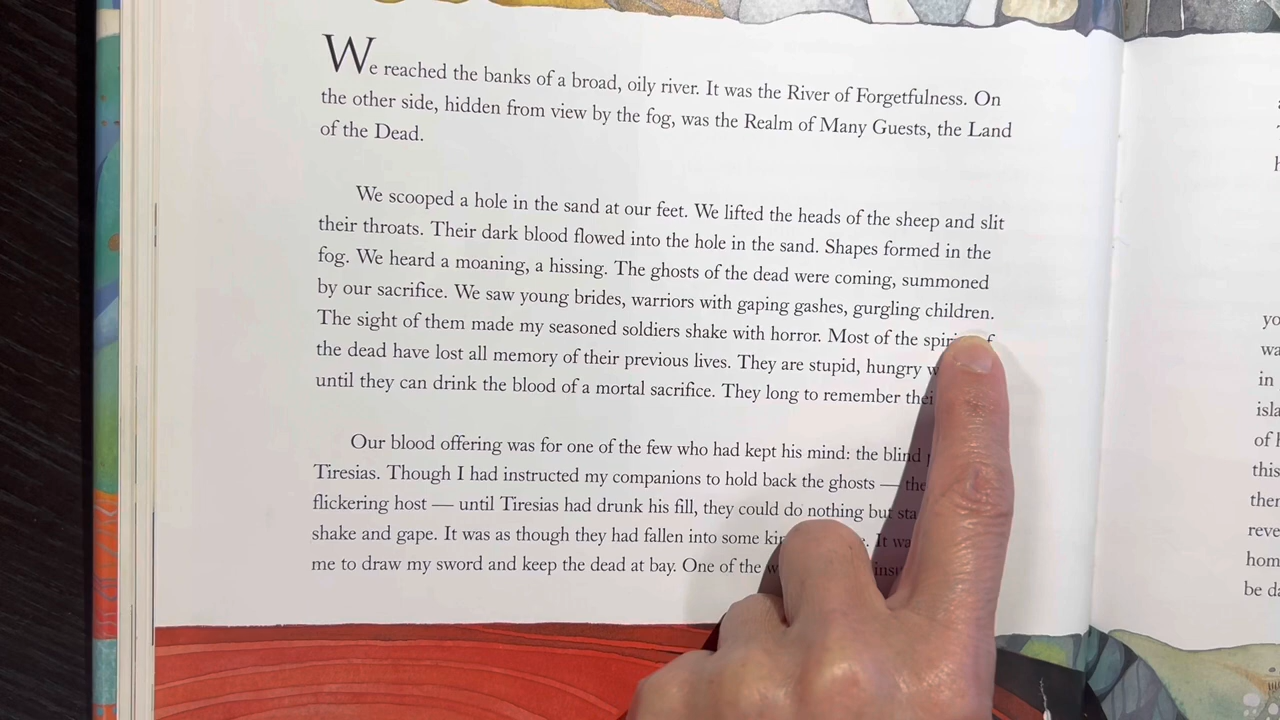 We reached the banks of a broad, oily river. It was the River of Forgetfulness. On
the other side, hidden from view by the fog, was the Realm of Many Guests, the Land
of the Dead.
We scooped a hole in the sand at our feet. We lifted the heads of the sheep and slit
their throats. Their dark blood flowed into the hole in the sand. Shapes formed in the
fog. We heard a moaning, a hissing. The ghosts of the dead were coming, summoned
by our sacrifice. We saw young brides, warriors with gaping gashes, gurgling children.
The sight of them made my seasoned soldiers shake with horror. Most of the
the dead have lost all memory of their previous lives. They are stupid, hungry
until they can drink the blood of a mortal sacrifice. They long to remember
Our blood offering was for one of the few who had kept his mind: the blind
Tiresias. Though I had instructed my companions to hold back the ghosts —
flickering host — until Tiresias had drunk his fill, they could do nothing but
shake and gape. It was as though they had fallen into some It
me to draw my sword and keep the dead at bay. One of the
in
of
this
be